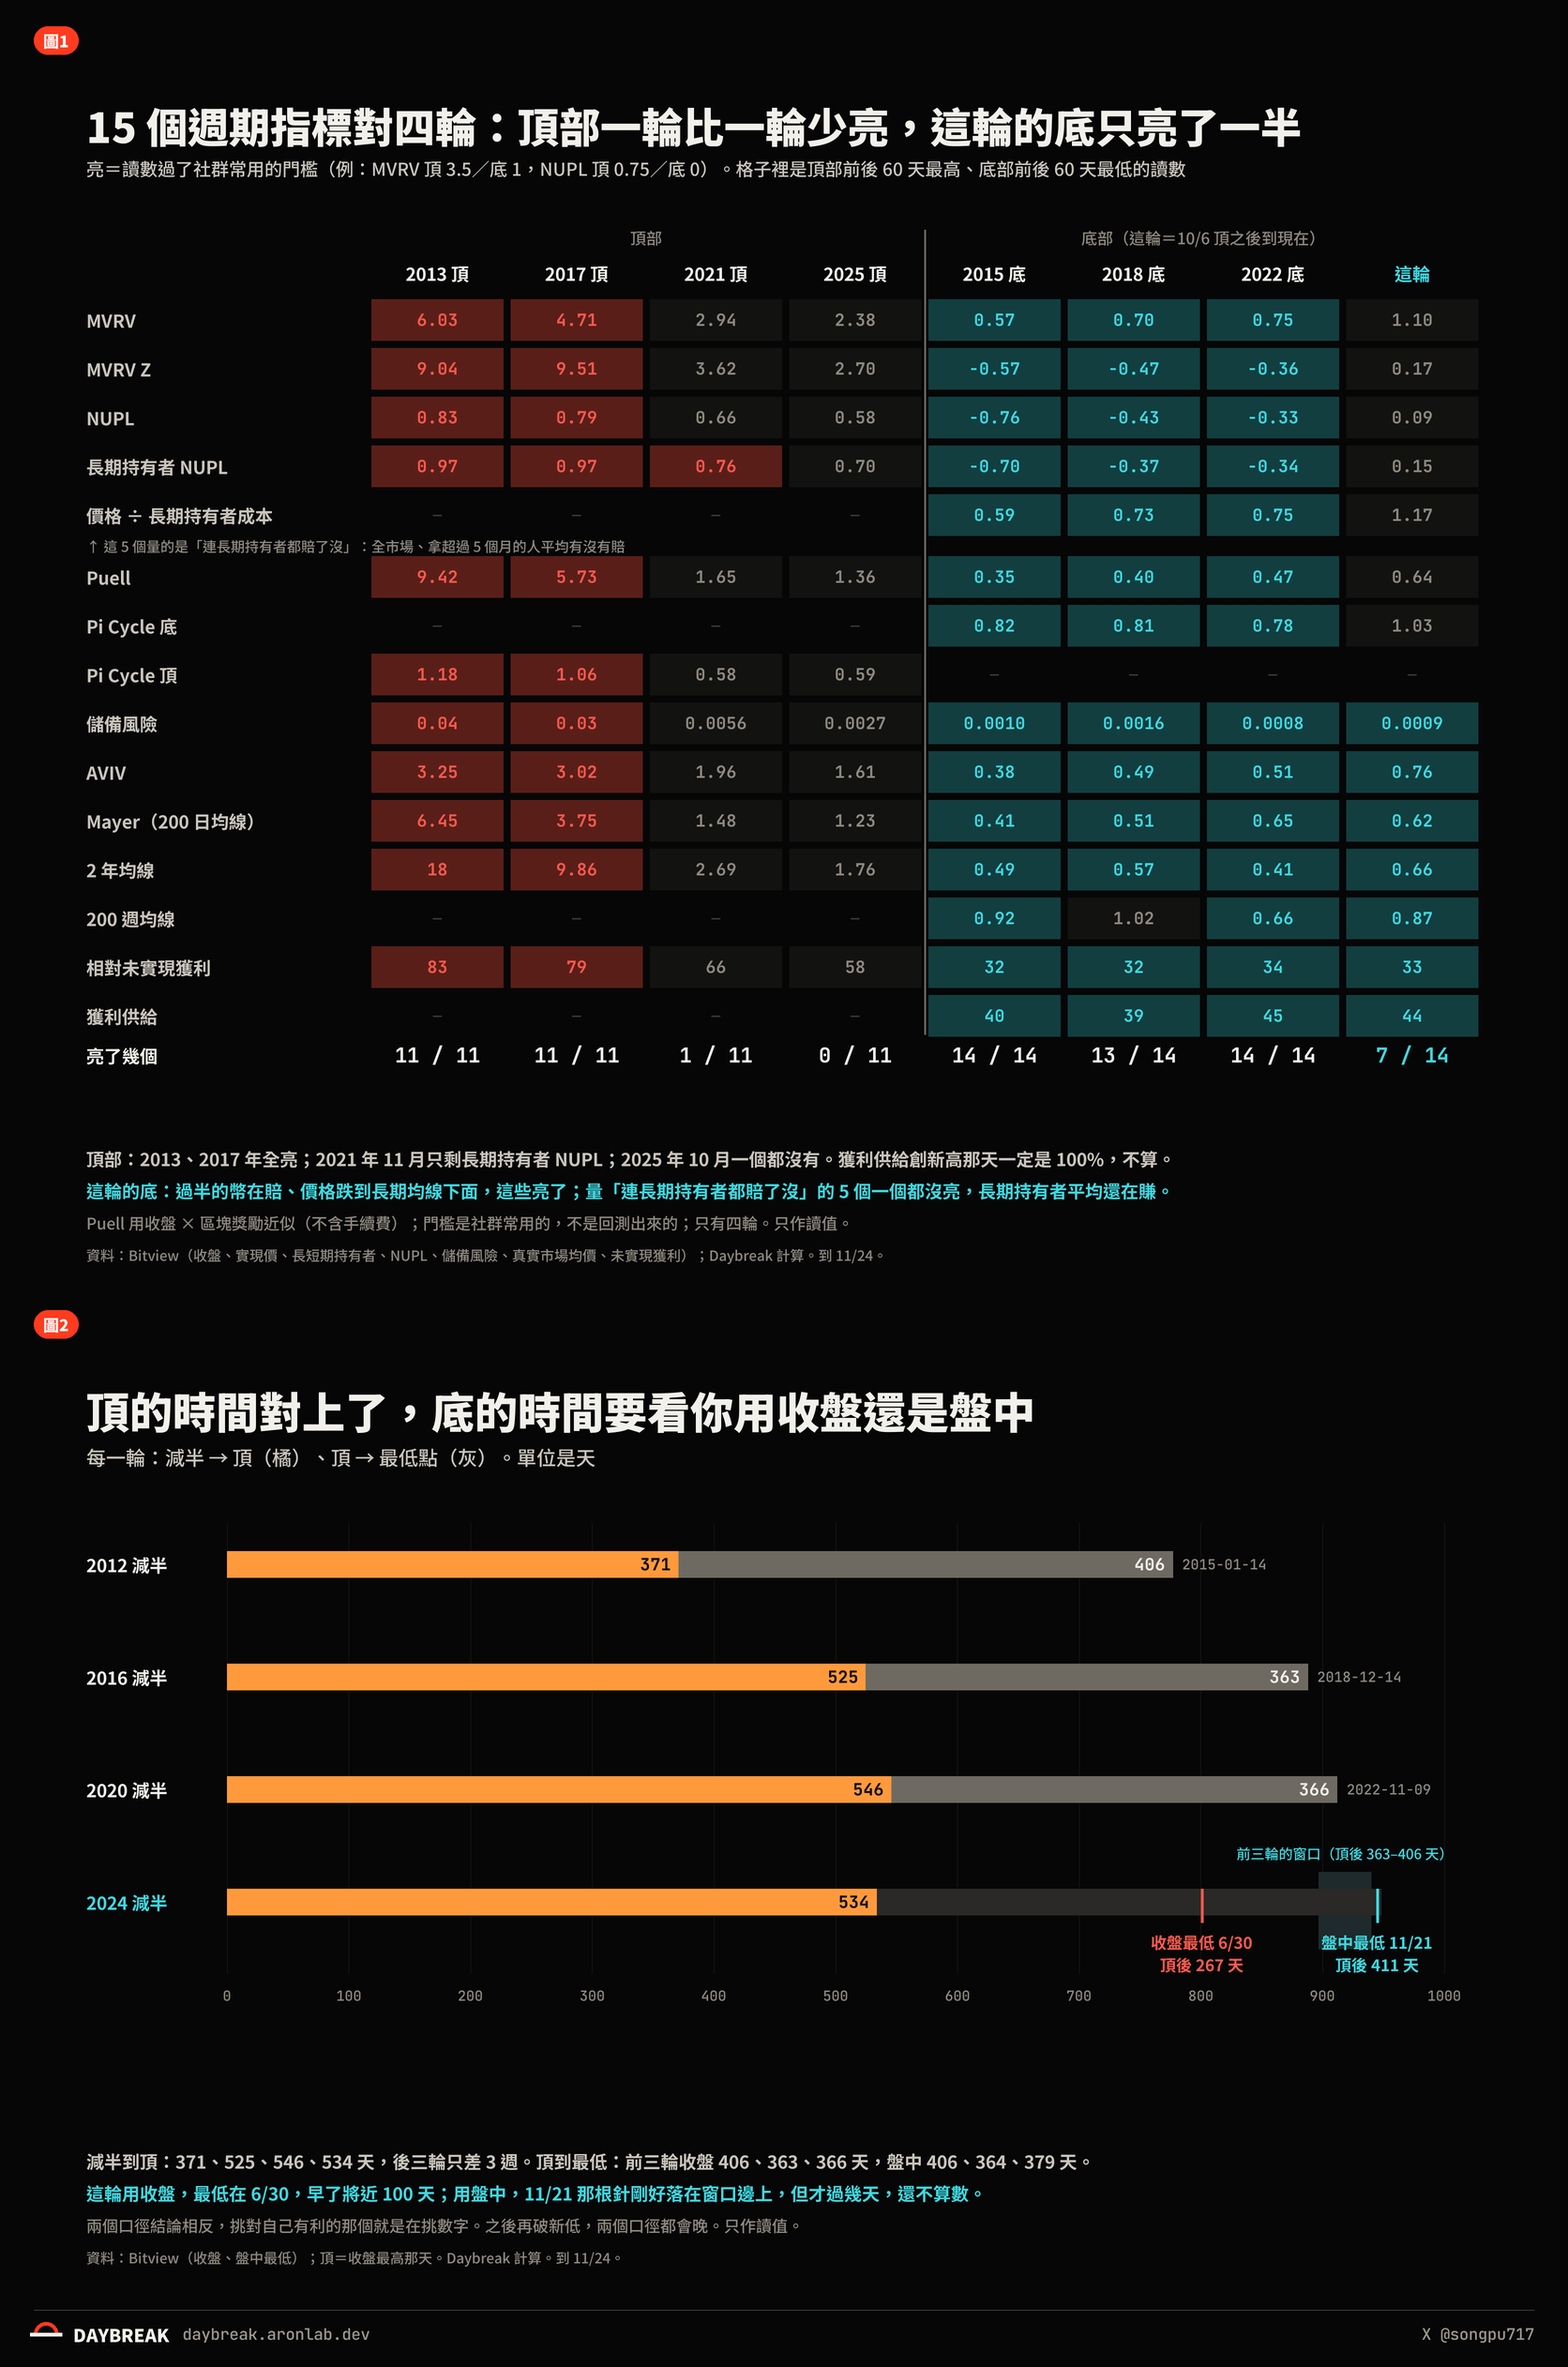 圖1
15 個週期指標對四輪：頂部一輪比一輪少亮，這輪的底只亮了一半
亮＝讀數過了社群常用的門檻（例：MVRV 頂 3.5／底 1，NUPL 頂 0.75／底 0）。格子裡是頂部前後 60 天最高、底部前後 60 天最低的讀數
頂部 底部（這輪＝10/6 頂之後到現在）
2013 頂 2017 頂 2021 頂 2025 頂 2015 底 2018 底 2022 底 這輪
MVRV 6.03 4.71 2.94 2.38 0.57 0.70 0.75 1.10
MVRV Z 9.04 9.51 3.62 2.70 -0.57 -0.47 -0.36 0.17
NUPL 0.83 0.79 0.66 0.58 -0.76 -0.43 -0.33 0.09
長期持有者 NUPL 0.97 0.97 0.76 0.70 -0.70 -0.37 -0.34 0.15
價格 ÷ 長期持有者成本 — — — — 0.59 0.73 0.75 1.17
↑ 這 5 個量的是「連長期持有者都賠了沒」：全市場、拿超過 5 個月的人平均有沒有賠
Puell 9.42 5.73 1.65 1.36 0.35 0.40 0.47 0.64
Pi Cycle 底 — — — — 0.82 0.81 0.78 1.03
Pi Cycle 頂 1.18 1.06 0.58 0.59 — — — —
儲備風險 0.04 0.03 0.0056 0.0027 0.0010 0.0016 0.0008 0.0009
AVIV 3.25 3.02 1.96 1.61 0.38 0.49 0.51 0.76
Mayer（200 日均線） 6.45 3.75 1.48 1.23 0.41 0.51 0.65 0.62
2 年均線 18 9.86 2.69 1.76 0.49 0.57 0.41 0.66
200 週均線 — — — — 0.92 1.02 0.66 0.87
相對未實現獲利 83 79 66 58 32 32 34 33
獲利供給 — — — — 40 39 45 44
亮了幾個 11 / 11 11 / 11 1 / 11 0 / 11 14 / 14 13 / 14 14 / 14 7 / 14
頂部：2013、2017 年全亮；2021 年 11 月只剩長期持有者 NUPL；2025 年 10 月一個都沒有。獲利供給創新高那天一定是 100%，不算。
這輪的底：過半的幣在賠、價格跌到長期均線下面，這些亮了；量「連長期持有者都賠了沒」的 5 個一個都沒亮，長期持有者平均還在賺。
Puell 用收盤 × 區塊獎勵近似（不含手續費）；門檻是社群常用的，不是回測出來的；只有四輪。只作讀值。
資料：Bitview（收盤、實現價、長短期持有者、NUPL、儲備風險、真實市場均價、未實現獲利）；Daybreak 計算。到 11/24。
圖2
頂的時間對上了，底的時間要看你用收盤還是盤中
每一輪：減半 → 頂（橘）、頂 → 最低點（灰）。單位是天
2012 減半 371 406 2015-01-14
2016 減半 525 363 2018-12-14
2020 減半 546 366 2022-11-09
前三輪的窗口（頂後 363–406 天）
2024 減半 534
收盤最低 6/30 盤中最低 11/21
頂後 267 天 頂後 411 天
0 100 200 300 400 500 600 700 800 900 1000
減半到頂：371、525、546、534 天，後三輪只差 3 週。頂到最低：前三輪收盤 406、363、366 天，盤中 406、364、379 天。
這輪用收盤，最低在 6/30，早了將近 100 天；用盤中，11/21 那根針剛好落在窗口邊上，但才過幾天，還不算數。
兩個口徑結論相反，挑對自己有利的那個就是在挑數字。之後再破新低，兩個口徑都會晚。只作讀值。
資料：Bitview（收盤、盤中最低）；頂＝收盤最高那天。Daybreak 計算。到 11/24。
DAYBREAK daybreak.aronlab.dev X @songpu717